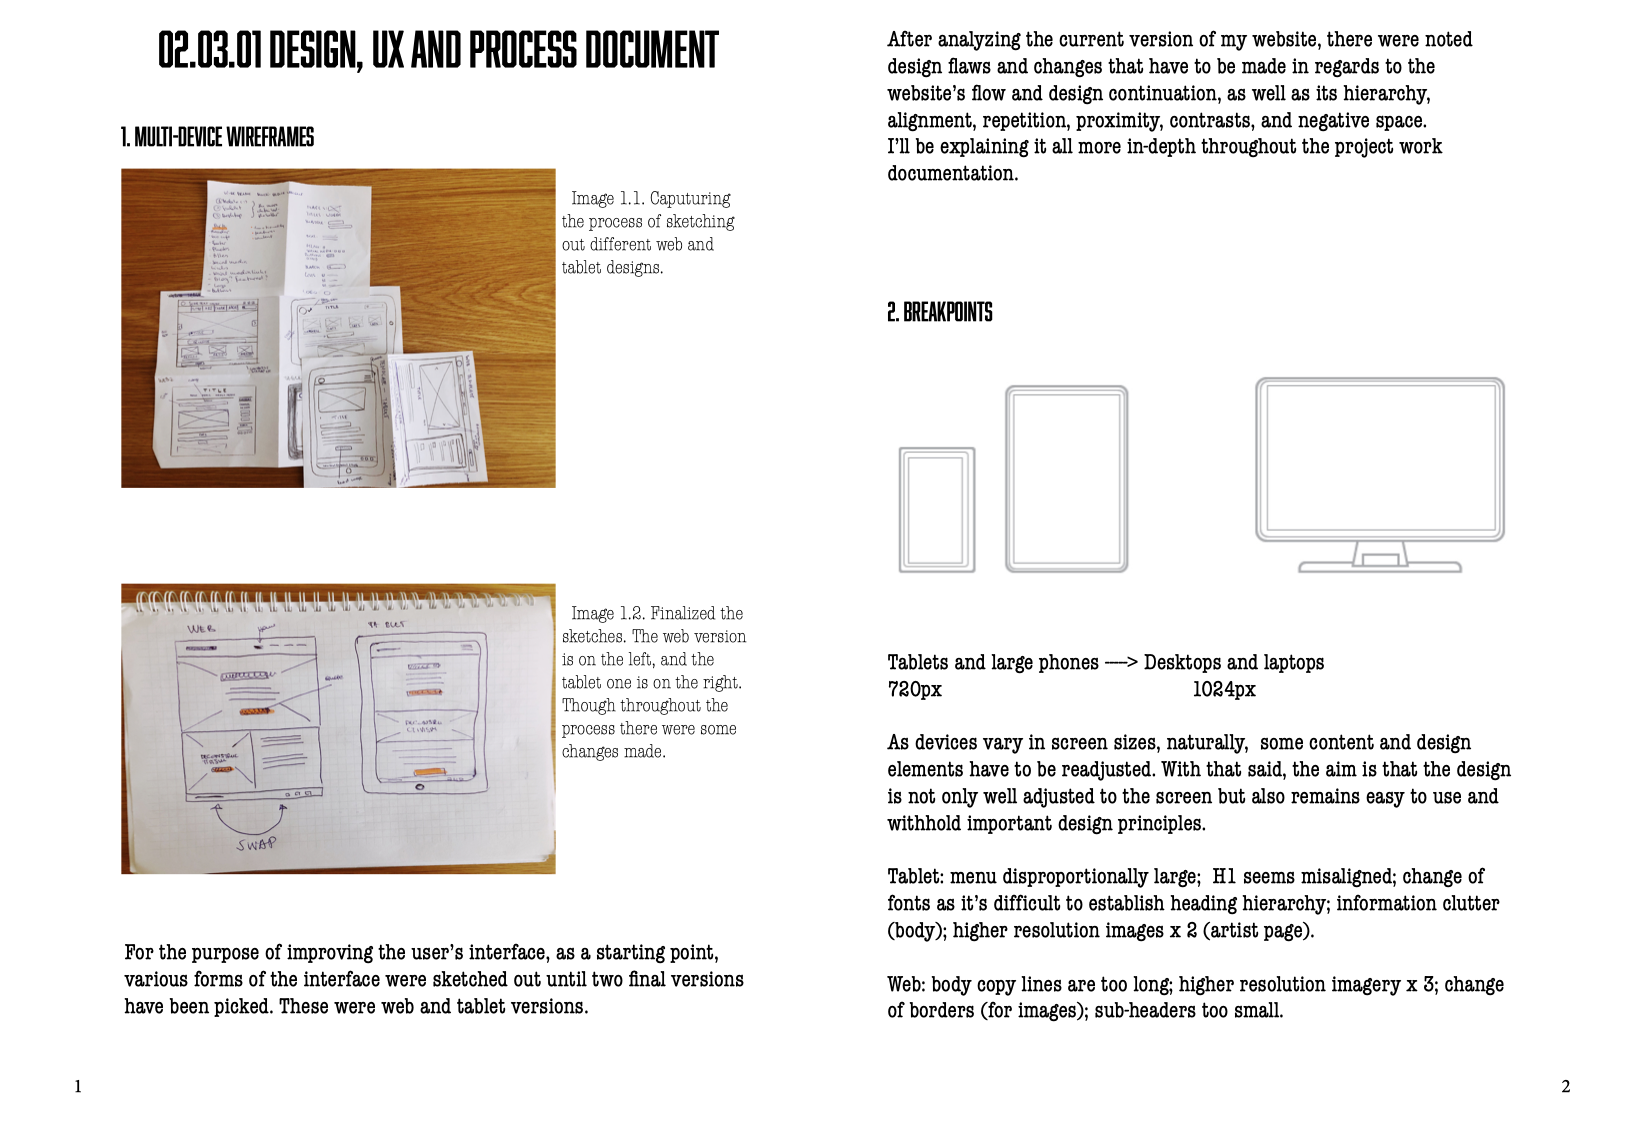 02.03.01 DESIGN, UX AND PROCESS DOCUMENT
1. MULTI-DEVICE WIREFRAMES
Image 1.1. Caputuring
the process of sketching
out different web and
tablet designs.
TITLE
TITLE
TITLE
WEB
TABLET
SWAP
Image 1.2. Finalized the
sketches. The web version
is on the left, and the
tablet one is on the right.
Though throughout the
process there were some
changes made.
For the purpose of improving the user's interface, as a starting point,
various forms of the interface were sketched out until two final versions
have been picked. These were web and tablet versions.
1
After analyzing the current version of my website, there were noted
design flaws and changes that have to be made in regards to the
website's flow and design continuation, as well as its hierarchy,
alignment, repetition, proximity, contrasts, and negative space.
I'll be explaining it all more in-depth throughout the project work
documentation.
2. BREAKPOINTS
Tablets and large phones ----> Desktops and laptops
720px 1024px
As devices vary in screen sizes, naturally,  some content and design
elements have to be readjusted. With that said, the aim is that the design
is not only well adjusted to the screen but also remains easy to use and
withhold important design principles.
Tablet: menu disproportionally large;  H1 seems misaligned; change of
fonts as it's difficult to establish heading hierarchy; information clutter
(body); higher resolution images x 2 (artist page).
Web: body copy lines are too long; higher resolution imagery x 3; change
of borders (for images); sub-headers too small.
2